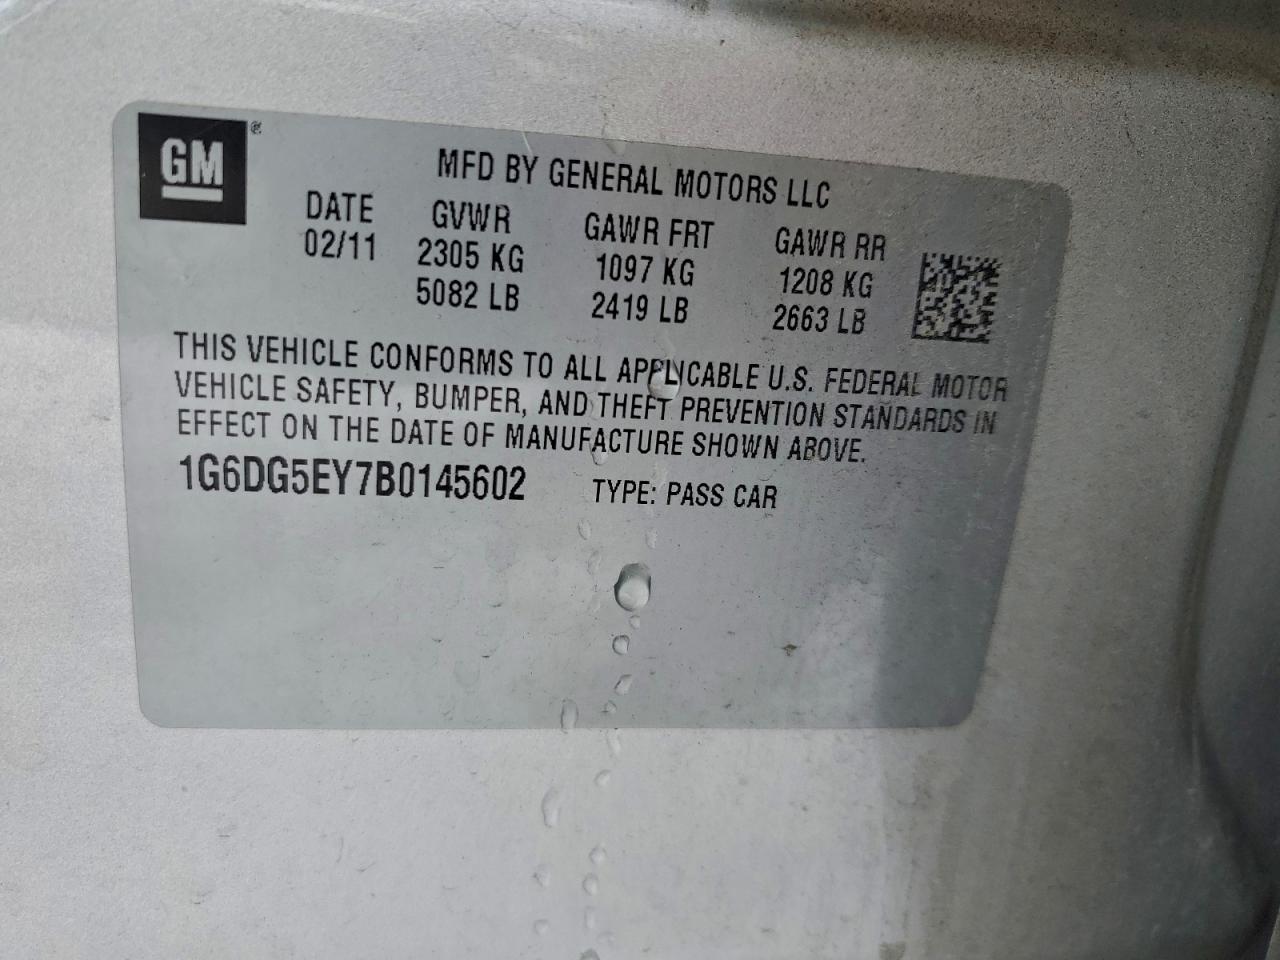 GM ®
MFD BY GENERAL MOTORS LLC
DATE GVWR GAWR FRT GAWR RR
02/11 2305 KG 1097 KG 1208 KG
5082 LB 2419 LB 2663 LB
THIS VEHICLE CONFORMS TO ALL APPLICABLE U.S. FEDERAL MOTOR
VEHICLE SAFETY, BUMPER, AND THEFT PREVENTION STANDARDS IN
EFFECT ON THE DATE OF MANUFACTURE SHOWN ABOVE.
1G6DG5EY7B0145602 TYPE: PASS CAR